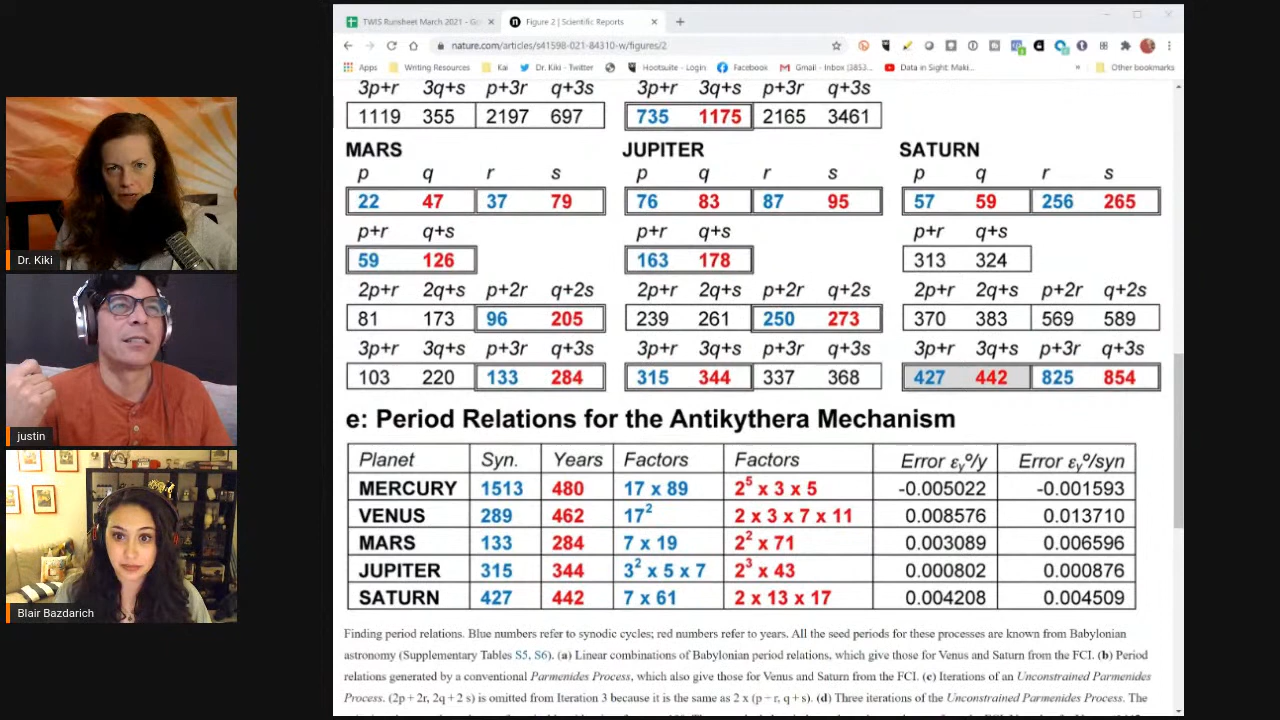 TWIS Runsheet March 2021 - Go
Figure 2 | Scientific Reports
nature.com/articles/s41598-021-84310-w/figures/2
Apps Writing Resources Kai Dr. Kiki - Twitter Hootsuite - Login Facebook Gmail - Inbox (3853... Data in Sight: Maki... » Other bookmarks
3p+r 3q+s p+3r q+3s 3p+r 3q+s p+3r q+3s
1119 355 2197 697 735 1175 2165 3461
MARS JUPITER SATURN
p q r s p q r s p q r s
22 47 37 79 76 83 87 95 57 59 256 265
p+r q+s p+r q+s p+r q+s
59 126 163 178 313 324
2p+r 2q+s p+2r q+2s 2p+r 2q+s p+2r q+2s 2p+r 2q+s p+2r q+2s
81 173 96 205 239 261 250 273 370 383 569 589
3p+r 3q+s p+3r q+3s 3p+r 3q+s p+3r q+3s 3p+r 3q+s p+3r q+3s
103 220 133 284 315 344 337 368 427 442 825 854
e: Period Relations for the Antikythera Mechanism
Planet Syn. Years Factors Factors Error εᵧº/y Error εᵧº/syn
MERCURY 1513 480 17 x 89 2⁵ x 3 x 5 -0.005022 -0.001593
VENUS 289 462 17² 2 x 3 x 7 x 11 0.008576 0.013710
MARS 133 284 7 x 19 2² x 71 0.003089 0.006596
JUPITER 315 344 3² x 5 x 7 2³ x 43 0.000802 0.000876
SATURN 427 442 7 x 61 2 x 13 x 17 0.004208 0.004509
Finding period relations. Blue numbers refer to synodic cycles; red numbers refer to years. All the seed periods for these processes are known from Babylonian
astronomy (Supplementary Tables S5, S6). (a) Linear combinations of Babylonian period relations, which give those for Venus and Saturn from the FCI. (b) Period
relations generated by a conventional Parmenides Process, which also give those for Venus and Saturn from the FCI. (c) Iterations of an Unconstrained Parmenides
Process. (2p + 2r, 2q + 2 s) is omitted from Iteration 3 because it is the same as 2 x (p + r, q + s). (d) Three iterations of the Unconstrained Parmenides Process. The
Dr. Kiki
justin
Blair Bazdarich